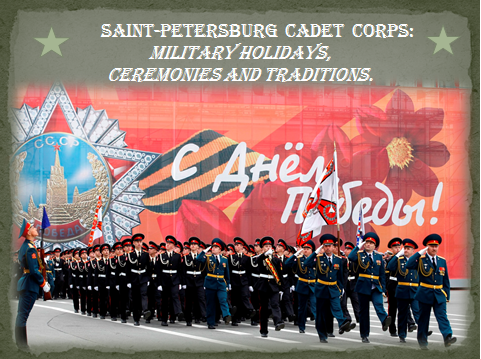 SAINT-PETERSBURG CADET CORPS:
MILITARY HOLIDAYS,
CEREMONIES AND TRADITIONS.
СССР
С Днём
Победы!